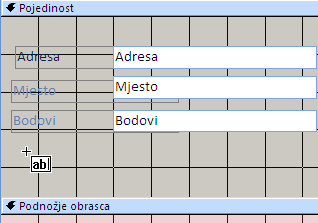 Pojedinost
Adresa Adresa
Mjesto Mjesto
Bodovi Bodovi
ab|
Podnožje obrasca